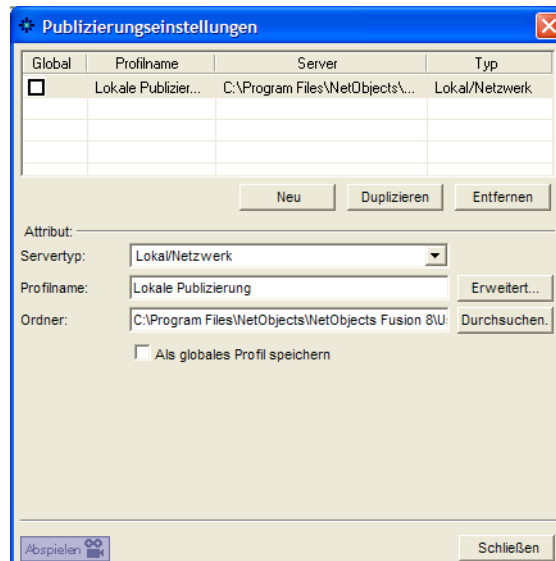 Publizierungseinstellungen
Global Profilname Server Typ
Lokale Publizier... C:\Program Files\NetObjects\... Lokal/Netzwerk
Neu Duplizieren Entfernen
Attribut:
Servertyp: Lokal/Netzwerk
Profilname: Lokale Publizierung Erweitert...
Ordner: C:\Program Files\NetObjects\NetObjects Fusion 8\U Durchsuchen.
Als globales Profil speichern
Abspielen Schließen